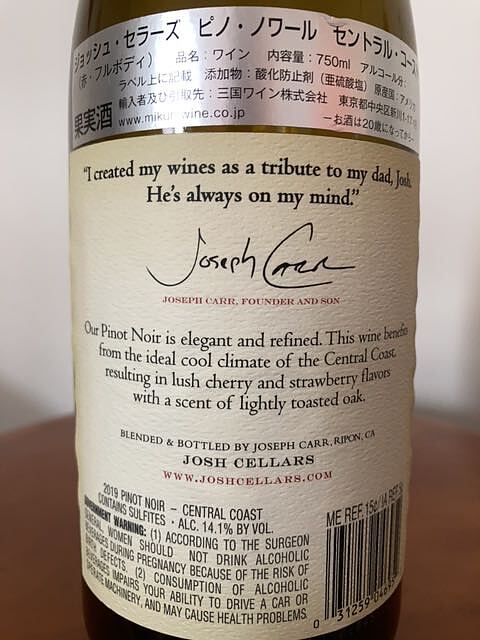 ジョッシュ・セラーズ ピノ・ノワール セントラル・コースト
(赤・フルボディ) 品名：ワイン 内容量：750ml アルコール分：
ラベル上に記載 添加物：酸化防止剤（亜硫酸塩）原産国：アメリカ
輸入者及び引取先：三国ワイン株式会社 東京都中央区新川
果実酒 www.mikuniwine.co.jp ーお酒は20歳になってからー
"I created my wines as a tribute to my dad, Josh.
He's always on my mind."
Joseph Carr
JOSEPH CARR, FOUNDER AND SON
Our Pinot Noir is elegant and refined. This wine benefits
from the ideal cool climate of the Central Coast,
resulting in lush cherry and strawberry flavors
with a scent of lightly toasted oak.
BLENDED & BOTTLED BY JOSEPH CARR, RIPON, CA
JOSH CELLARS
WWW.JOSHCELLARS.COM
2019 PINOT NOIR – CENTRAL COAST
CONTAINS SULFITES · ALC. 14.1% BY VOL.
GOVERNMENT WARNING: (1) ACCORDING TO THE SURGEON
GENERAL, WOMEN SHOULD NOT DRINK ALCOHOLIC
BEVERAGES DURING PREGNANCY BECAUSE OF THE RISK OF
BIRTH DEFECTS. (2) CONSUMPTION OF ALCOHOLIC
BEVERAGES IMPAIRS YOUR ABILITY TO DRIVE A CAR OR
OPERATE MACHINERY, AND MAY CAUSE HEALTH PROBLEMS.
ME REF 15¢/IA REF 5¢
0 31259